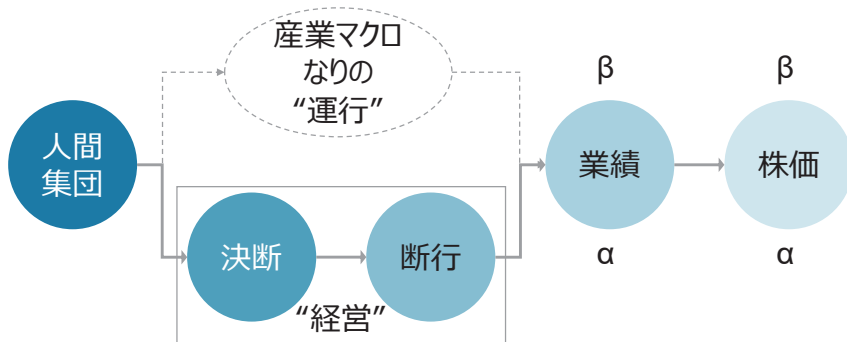 産業マクロ
なりの
“運行”
人間
集団
決断
断行
“経営”
β
業績
α
β
株価
α